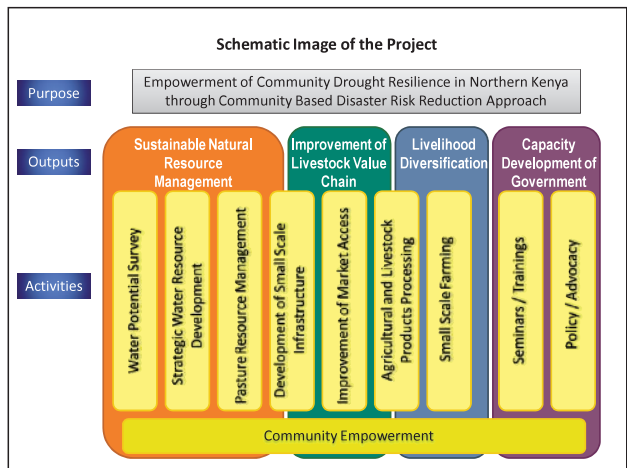 Schematic Image of the Project
Purpose
Empowerment of Community Drought Resilience in Northern Kenya
through Community Based Disaster Risk Reduction Approach
Outputs
Sustainable Natural
Resource
Management
Improvement of
Livestock Value
Chain
Livelihood
Diversification
Capacity
Development of
Government
Activities
Water Potential Survey
Strategic Water Resource
Development
Pasture Resource Management
Development of Small Scale
Infrastructure
Improvement of Market Access
Agricultural and Livestock
Products Processing
Small Scale Farming
Seminars / Trainings
Policy / Advocacy
Community Empowerment